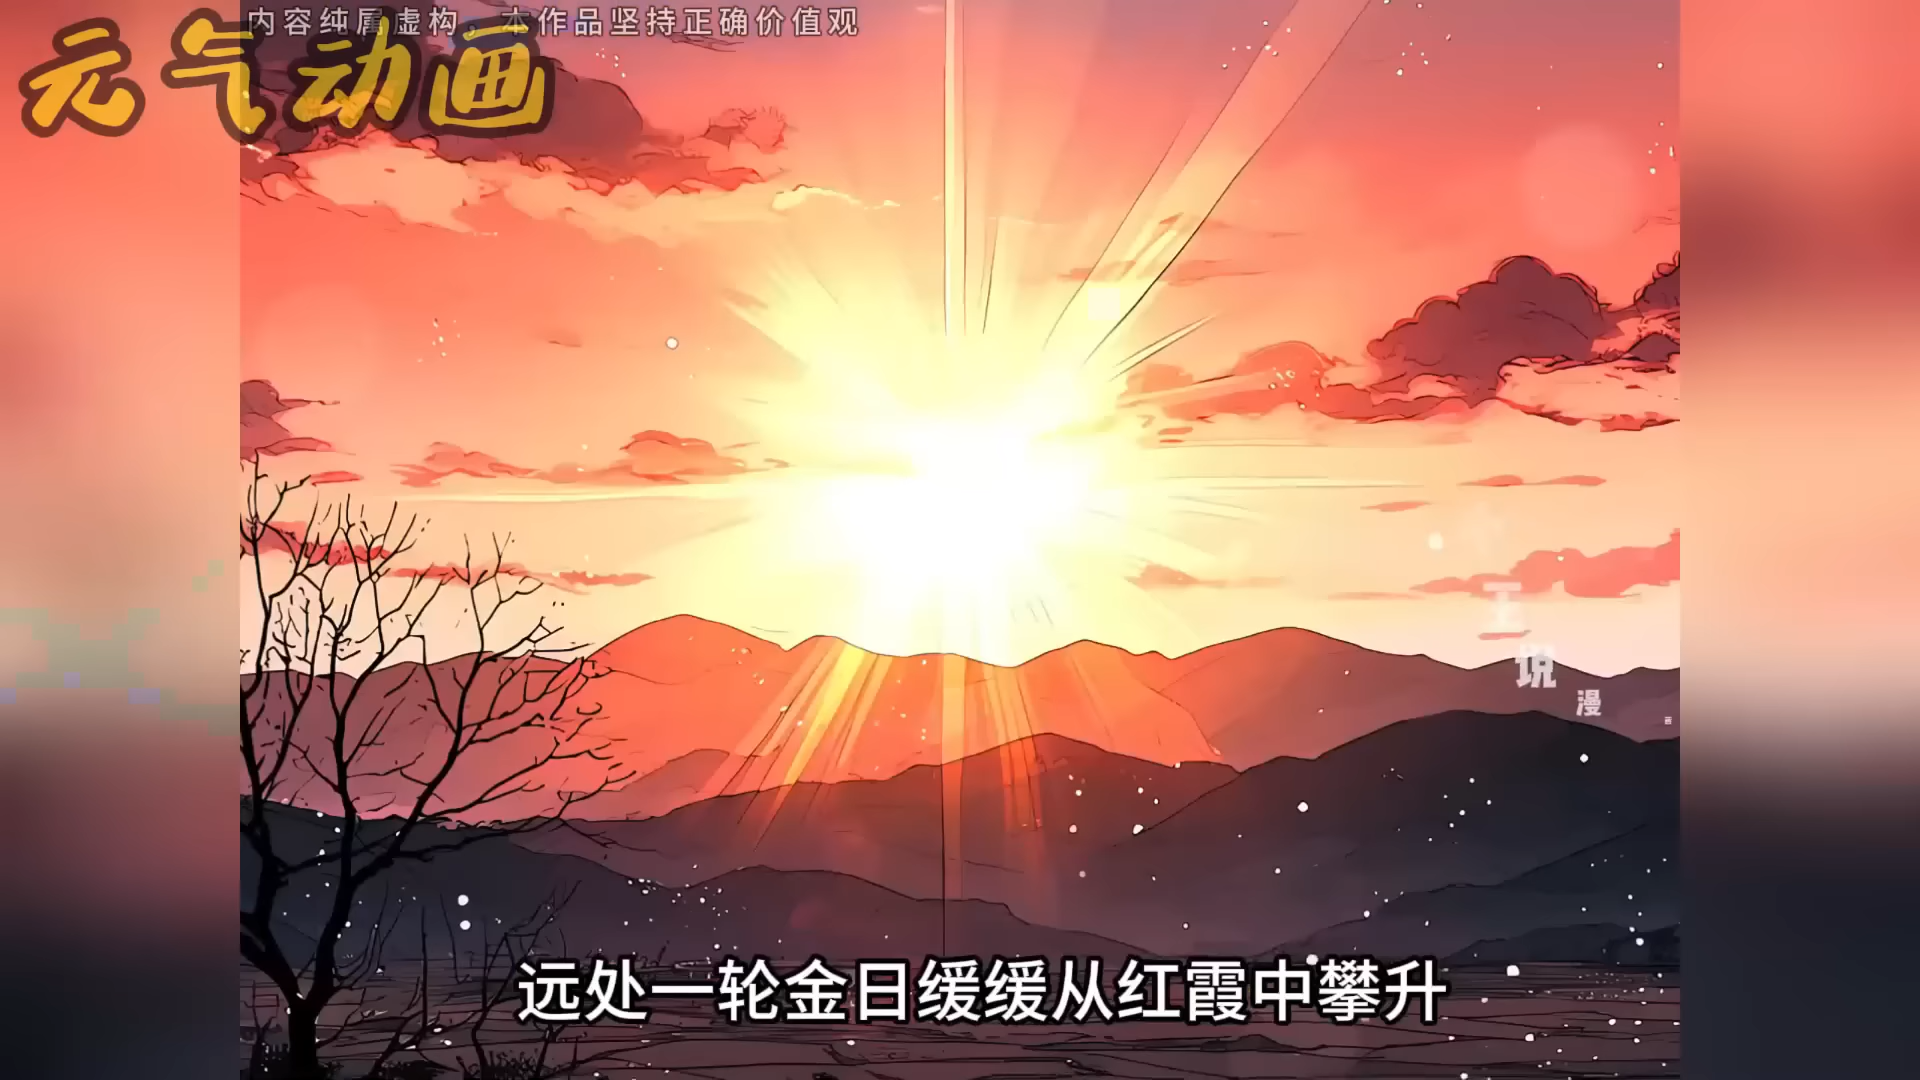 内容纯属虚构，本作品坚持正确价值观
元气动画
说
漫
远处一轮金日缓缓从红霞中攀升